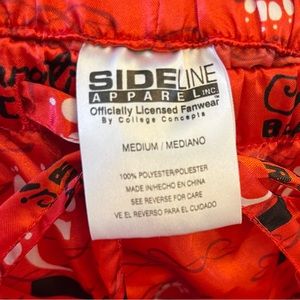 SIDELINE
APPAREL INC.
Officially Licensed Fanwear
By College Concepts
MEDIUM / MEDIANO
100% POLYESTER/POLIESTER
MADE IN/HECHO EN CHINA
SEE REVERSE FOR CARE
VE EL REVERSO PARA EL CUIDADO